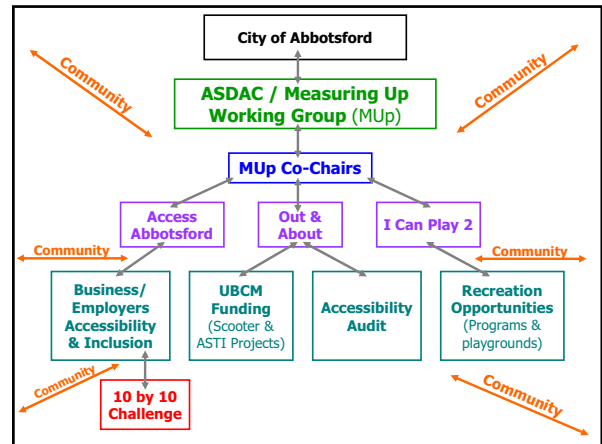 City of Abbotsford
Community
Community
ASDAC / Measuring Up
Working Group (MUp)
MUp Co-Chairs
Access
Abbotsford
Out &
About
I Can Play 2
Community
Community
Business/
Employers
Accessibility
& Inclusion
UBCM
Funding
(Scooter &
ASTI Projects)
Accessibility
Audit
Recreation
Opportunities
(Programs &
playgrounds)
Community
Community
10 by 10
Challenge